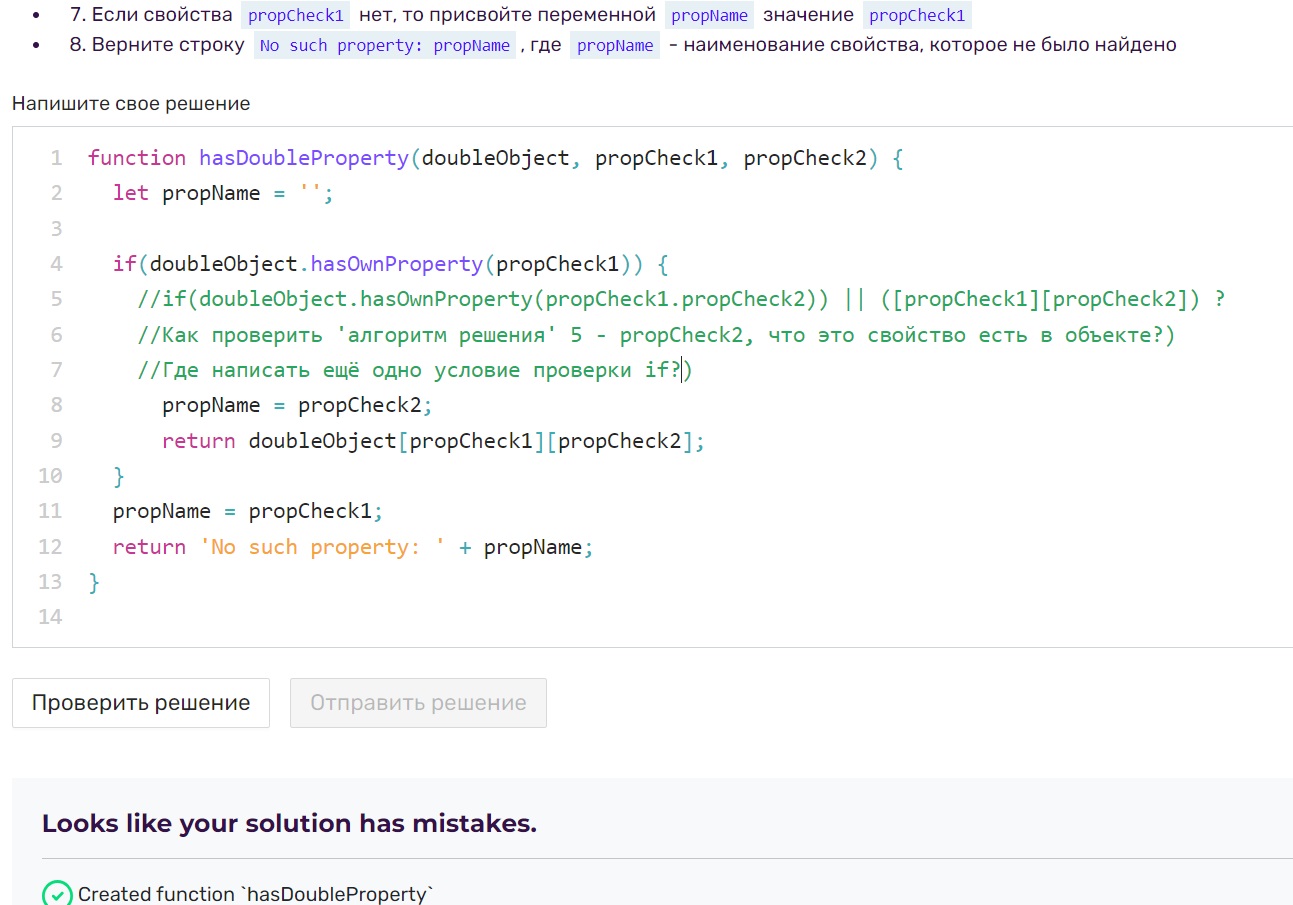 • 7. Если свойства propCheck1 нет, то присвойте переменной propName значение propCheck1
• 8. Верните строку No such property: propName , где propName - наименование свойства, которое не было найдено
Напишите свое решение
1 function hasDoubleProperty(doubleObject, propCheck1, propCheck2) {
2 let propName = '';
3
4 if(doubleObject.hasOwnProperty(propCheck1)) {
5 //if(doubleObject.hasOwnProperty(propCheck1.propCheck2)) || ([propCheck1][propCheck2]) ?
6 //Как проверить 'алгоритм решения' 5 - propCheck2, что это свойство есть в объекте?)
7 //Где написать ещё одно условие проверки if?)
8 propName = propCheck2;
9 return doubleObject[propCheck1][propCheck2];
10 }
11 propName = propCheck1;
12 return 'No such property: ' + propName;
13 }
14
Проверить решение Отправить решение
Looks like your solution has mistakes.
Created function `hasDoubleProperty`